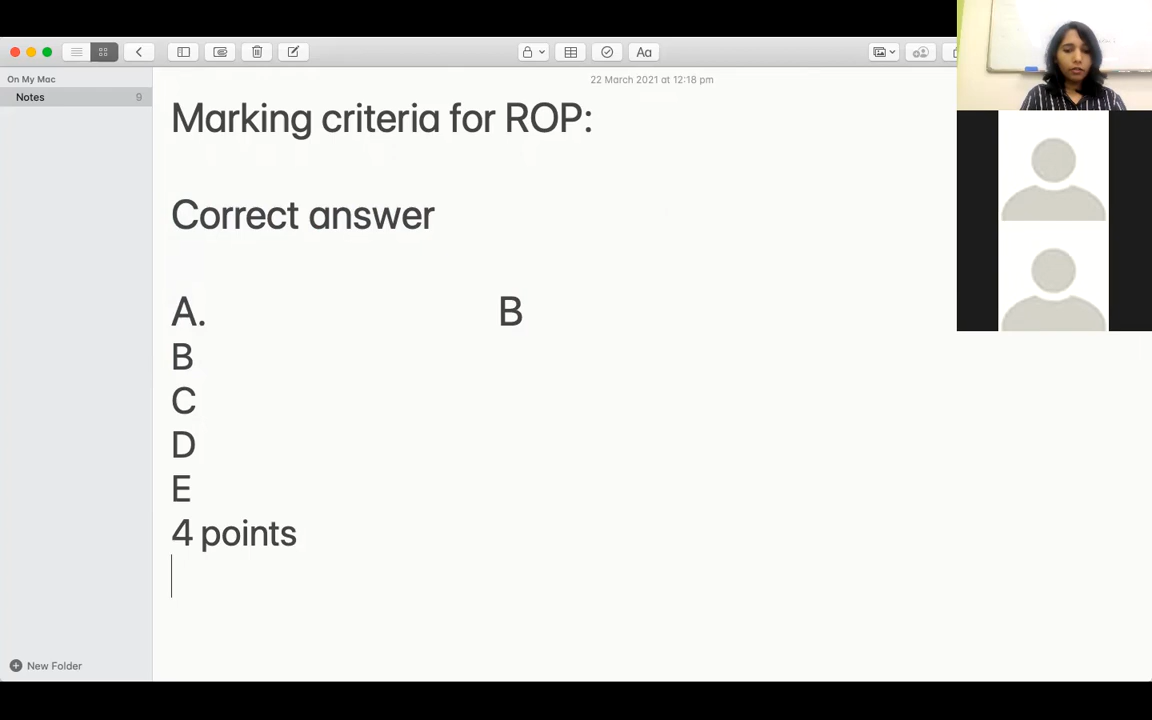 22 March 2021 at 12:18 pm
On My Mac
Notes 9
Aa
Marking criteria for ROP:
Correct answer
A. B
B
C
D
E
4 points
New Folder